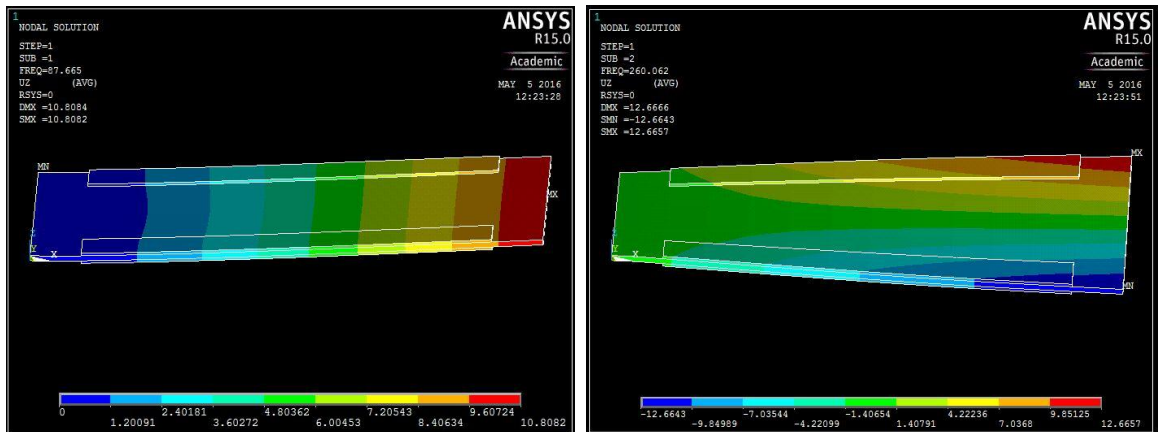 1
NODAL SOLUTION
STEP=1
SUB =1
FREQ=87.665
UZ (AVG)
RSYS=0
DMX =10.8084
SMX =10.8082
ANSYS
R15.0
Academic
MAY 5 2016
12:23:28
MN
MX
Z
Y
X
0
1.20091
2.40181
3.60272
4.80362
6.00453
7.20543
8.40634
9.60724
10.8082
1
NODAL SOLUTION
STEP=1
SUB =2
FREQ=260.062
UZ (AVG)
RSYS=0
DMX =12.6666
SMN =-12.6643
SMX =12.6657
ANSYS
R15.0
Academic
MAY 5 2016
12:23:51
MX
Z
Y
X
MN
-12.6643
-9.84989
-7.03544
-4.22099
-1.40654
1.40791
4.22236
7.0368
9.85125
12.6657